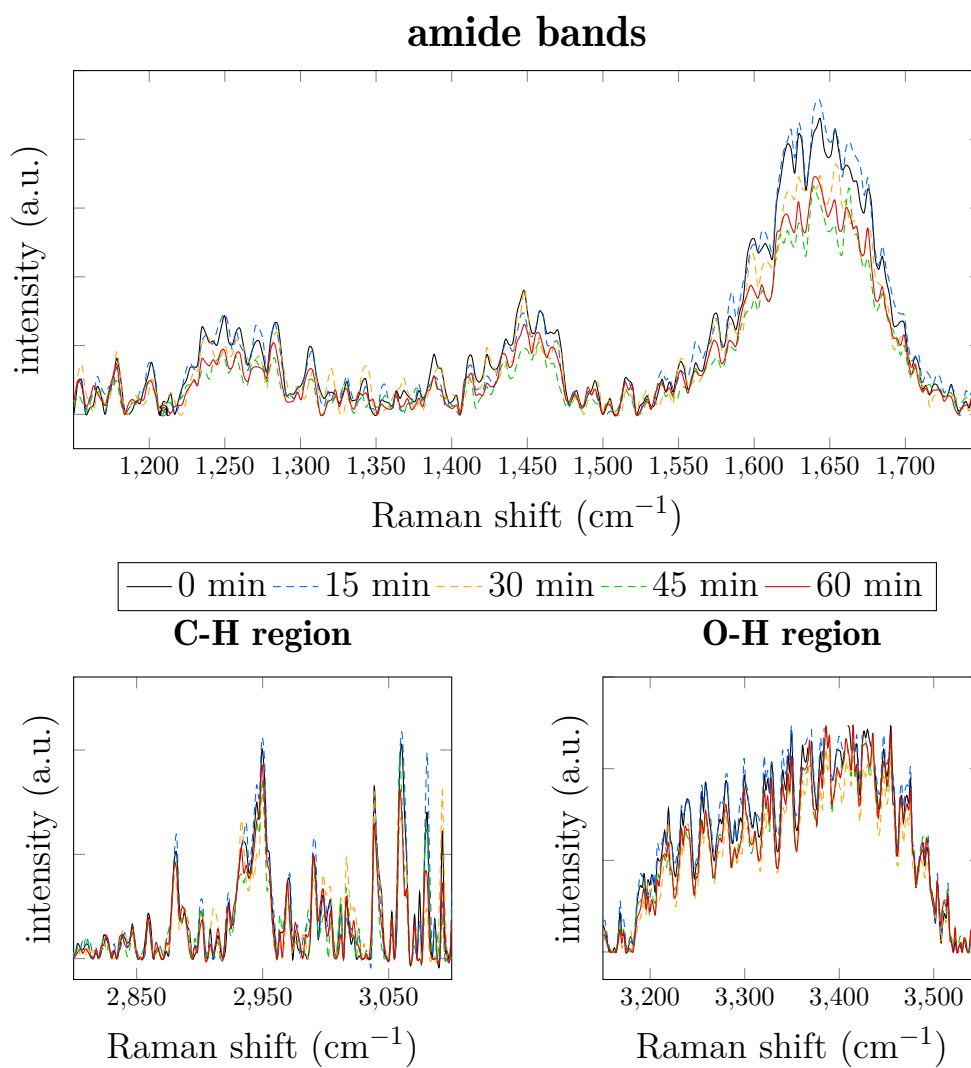 amide bands
intensity (a.u.)
1,200 1,250 1,300 1,350 1,400 1,450 1,500 1,550 1,600 1,650 1,700
Raman shift (cm⁻¹)
0 min 15 min 30 min 45 min 60 min
C-H region
intensity (a.u.)
2,850 2,950 3,050
Raman shift (cm⁻¹)
O-H region
intensity (a.u.)
3,200 3,300 3,400 3,500
Raman shift (cm⁻¹)